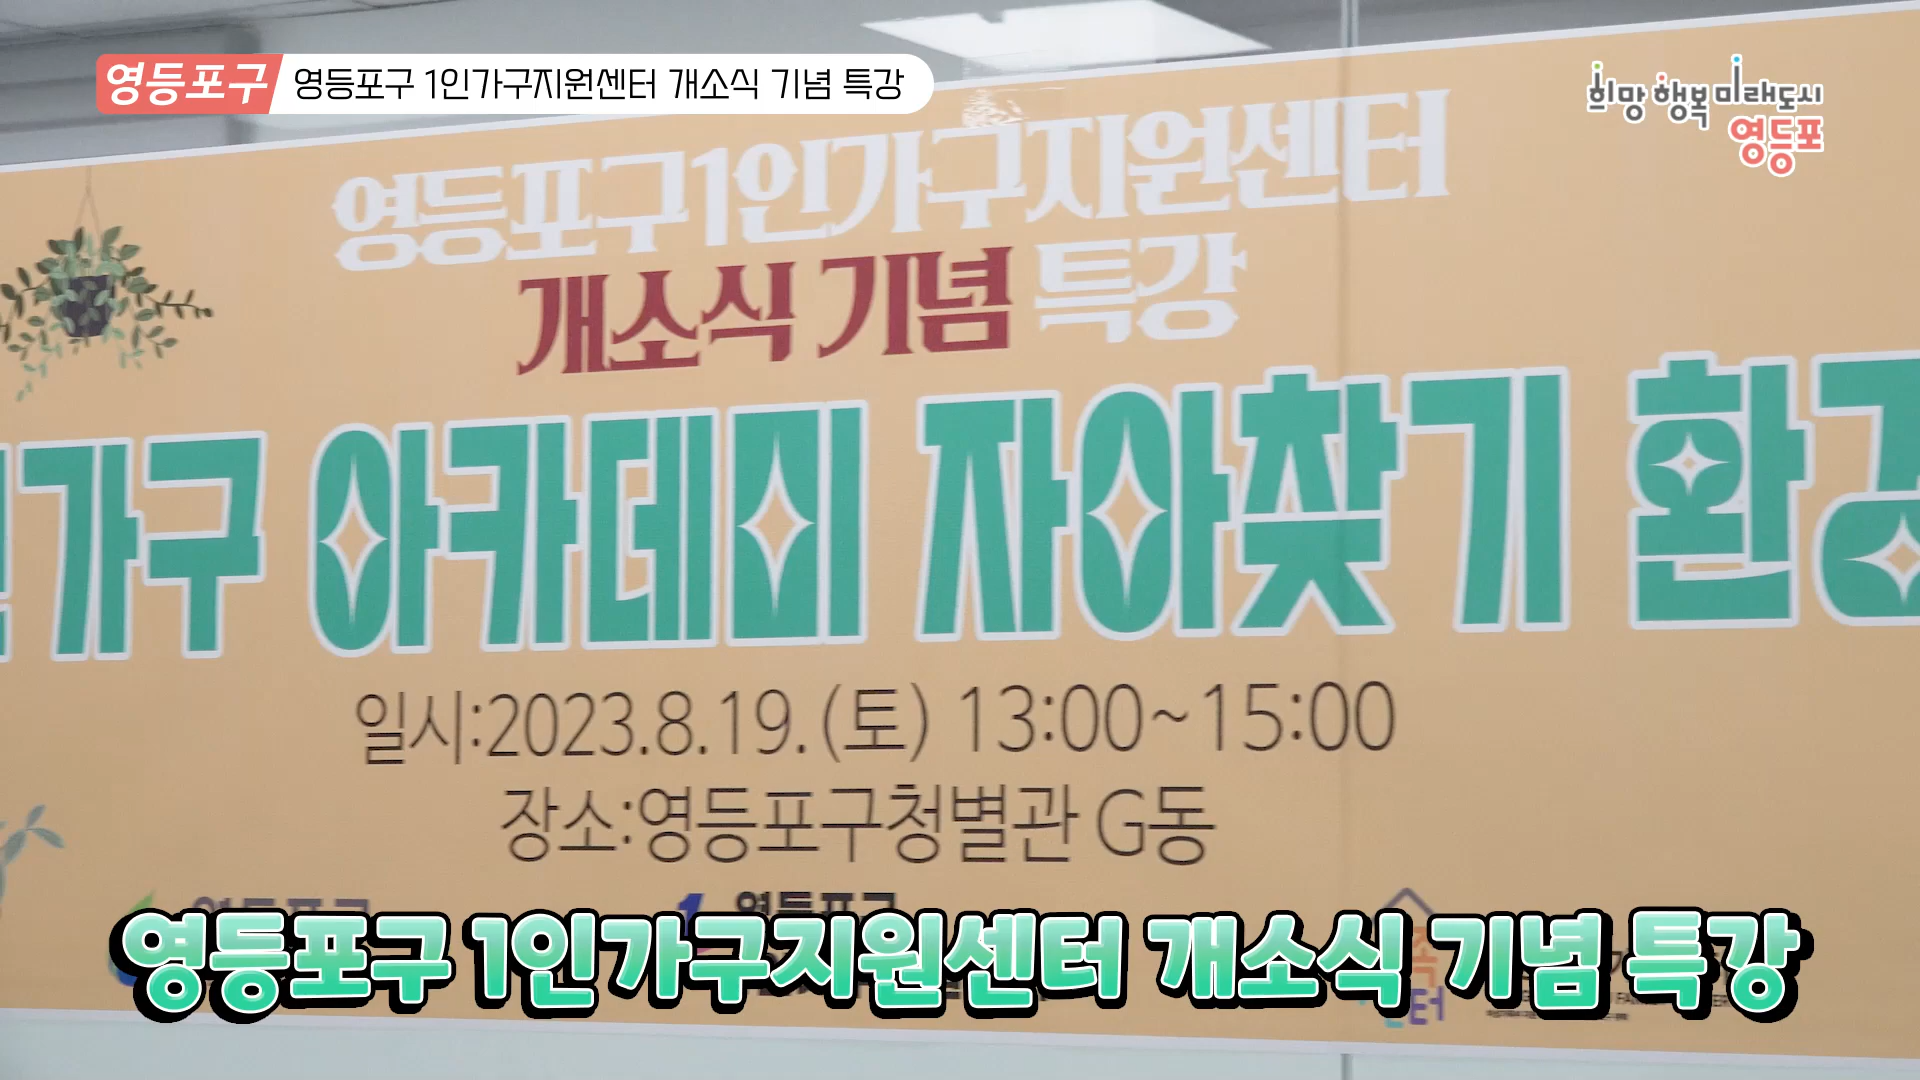 영등포구 영등포구 1인가구지원센터 개소식 기념 특강
희망 행복 미래도시
영등포
영등포구1인가구지원센터
개소식 기념 특강
가구 아카데미 자아찾기
일시:2023.8.19.(토) 13:00~15:00
장소:영등포구청별관 G동
영등포구 1인가구지원센터 개소식 기념 특강